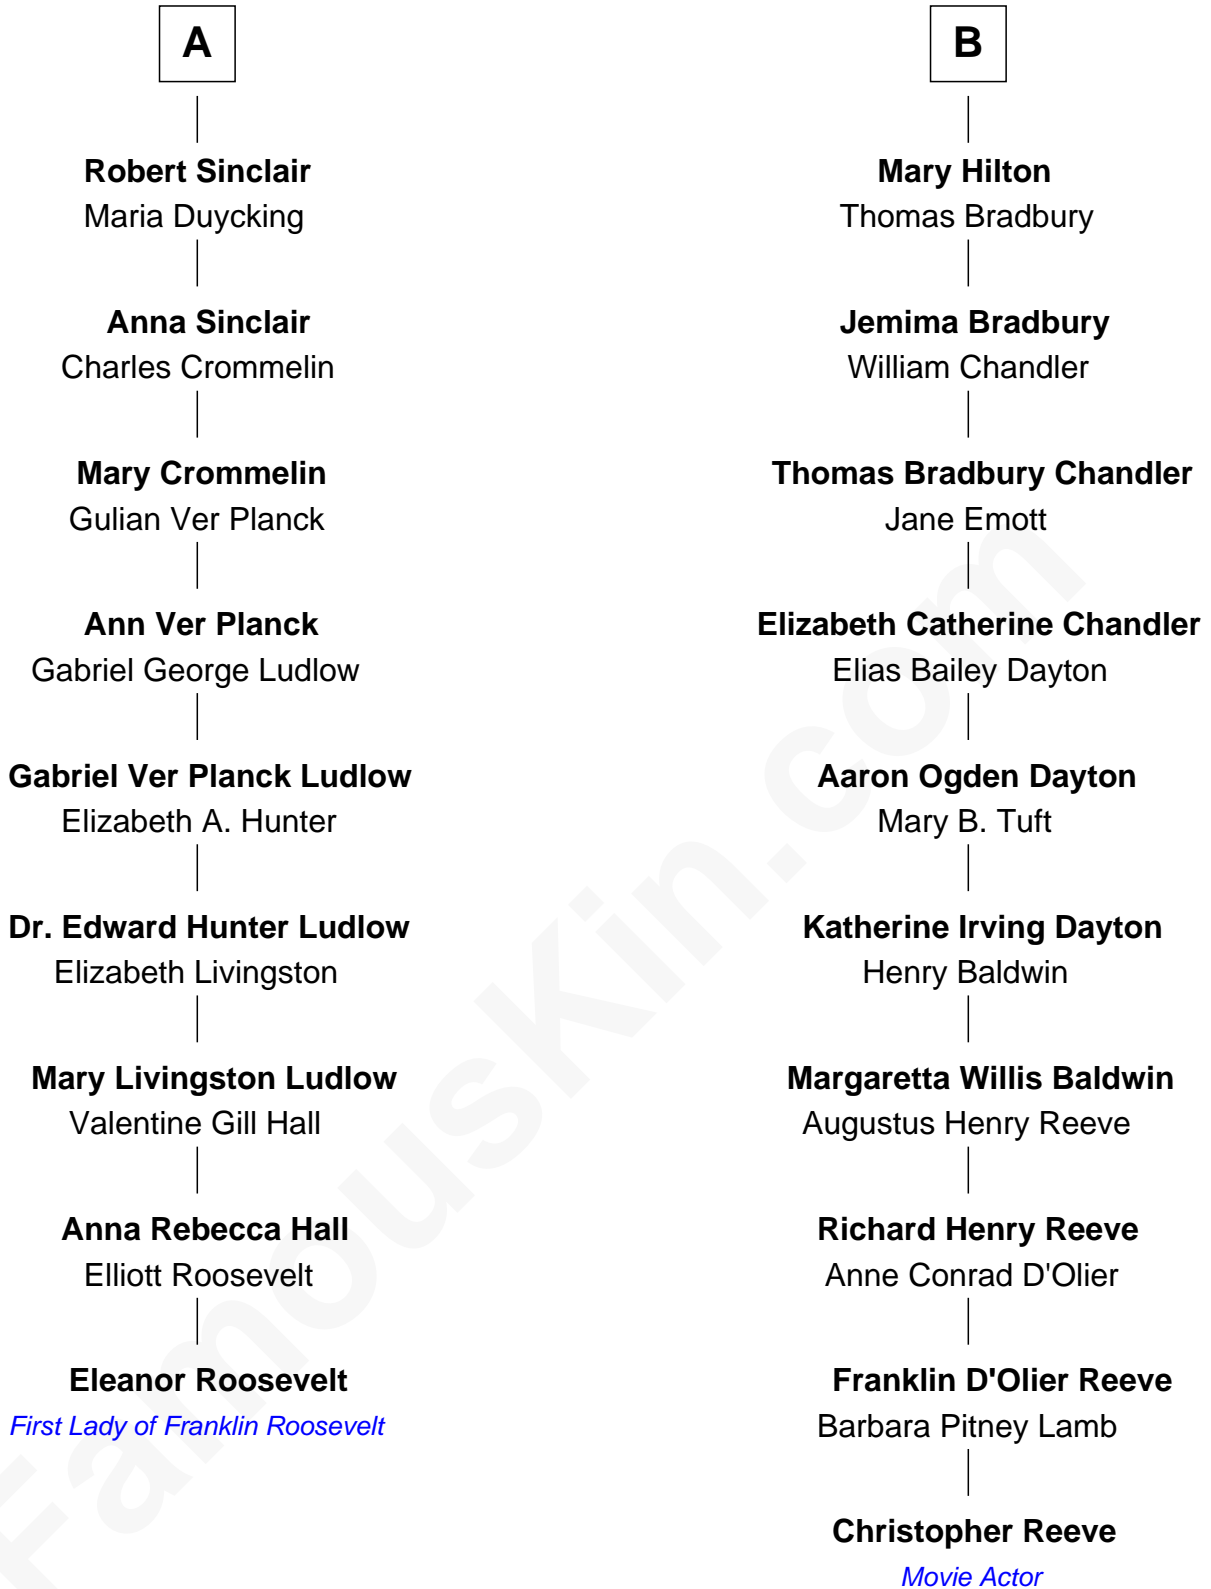 A
Robert Sinclair
Maria Duycking
Anna Sinclair
Charles Crommelin
Mary Crommelin
Gulian Ver Planck
Ann Ver Planck
Gabriel George Ludlow
Gabriel Ver Planck Ludlow
Elizabeth A. Hunter
Dr. Edward Hunter Ludlow
Elizabeth Livingston
Mary Livingston Ludlow
Valentine Gill Hall
Anna Rebecca Hall
Elliott Roosevelt
Eleanor Roosevelt
First Lady of Franklin Roosevelt
B
Mary Hilton
Thomas Bradbury
Jemima Bradbury
William Chandler
Thomas Bradbury Chandler
Jane Emott
Elizabeth Catherine Chandler
Elias Bailey Dayton
Aaron Ogden Dayton
Mary B. Tuft
Katherine Irving Dayton
Henry Baldwin
Margaretta Willis Baldwin
Augustus Henry Reeve
Richard Henry Reeve
Anne Conrad D'Olier
Franklin D'Olier Reeve
Barbara Pitney Lamb
Christopher Reeve
Movie Actor
FamousKin.com